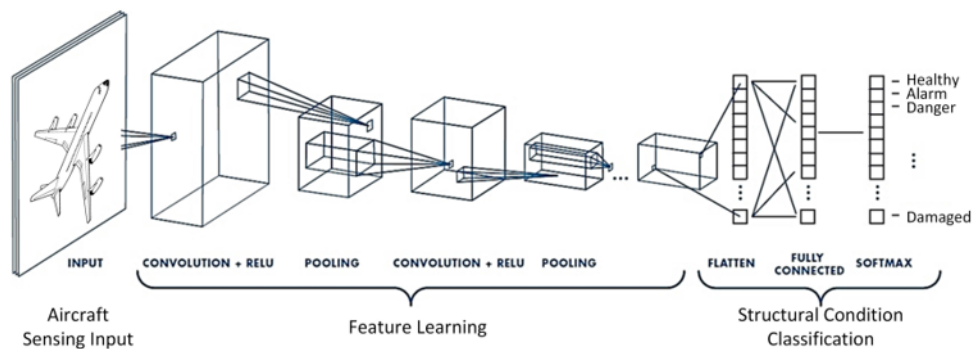 Healthy
Alarm
Danger
...
...
...
...
...
Damaged
INPUT
CONVOLUTION + RELU
POOLING
CONVOLUTION + RELU
POOLING
FLATTEN
FULLY
CONNECTED
SOFTMAX
Aircraft
Sensing Input
Feature Learning
Structural Condition
Classification